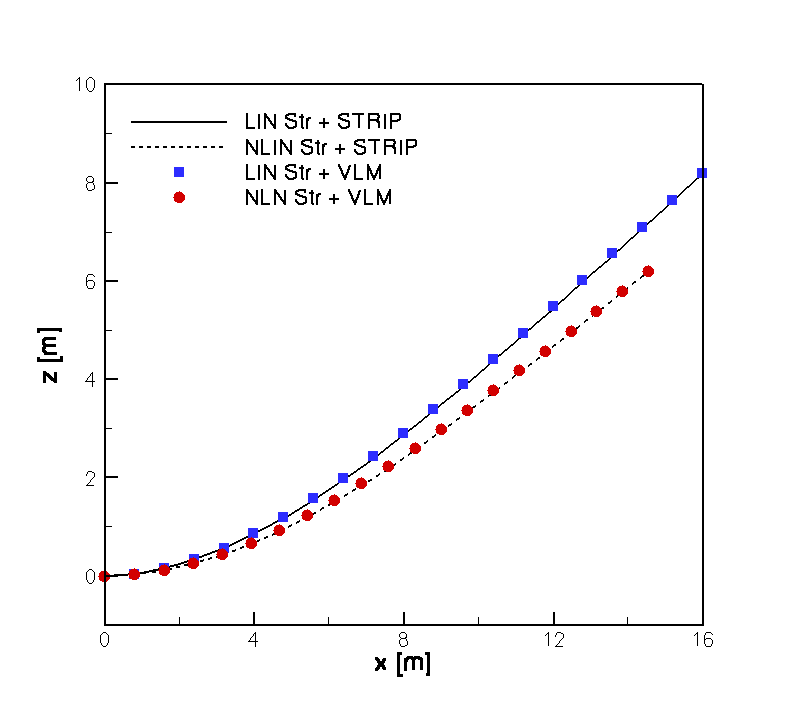 10
LIN Str + STRIP
NLIN Str + STRIP
LIN Str + VLM
NLN Str + VLM
8
6
z [m]
4
2
0
0 4 8 12 16
x [m]